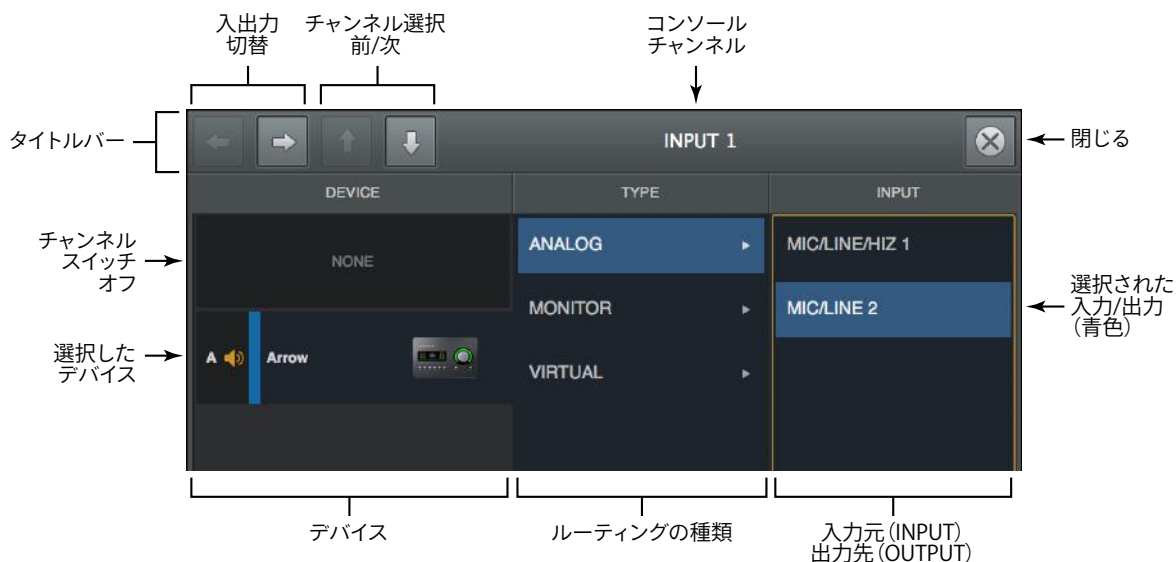 入出力
切替
チャンネル選択
前/次
コンソール
チャンネル
タイトルバー
INPUT 1
閉じる
DEVICE
TYPE
INPUT
チャンネル
スイッチ
オフ
NONE
ANALOG
MIC/LINE/HIZ 1
MONITOR
MIC/LINE 2
選択された
入力/出力
(青色)
選択した
デバイス
A
Arrow
VIRTUAL
デバイス
ルーティングの種類
入力元(INPUT)
出力先(OUTPUT)